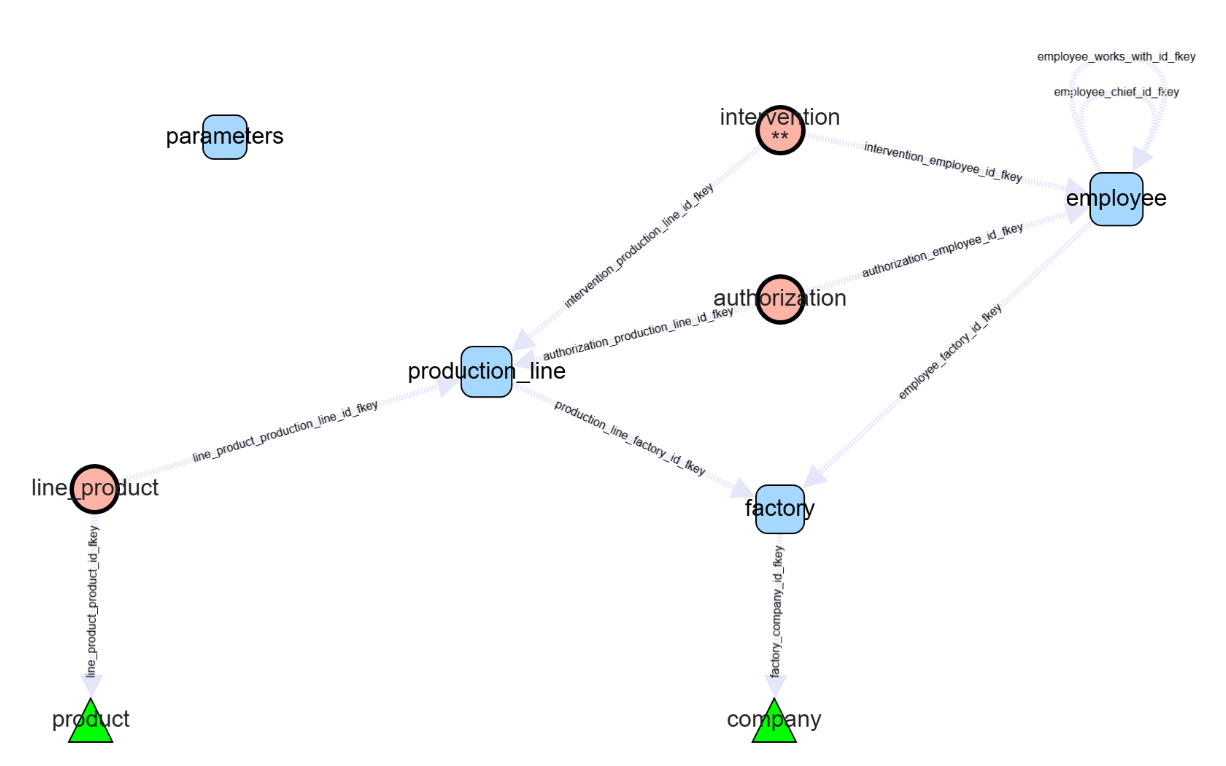 employee_works_with_id_fkey
employee_chief_id_fkey
intervention
**
parameters
intervention_employee_id_fkey
employee
intervention_production_line_id_fkey
authorization_employee_id_fkey
authorization
authorization_production_line_id_fkey
employee_factory_id_fkey
production_line
line_product_production_line_id_fkey
production_line_factory_id_fkey
line_product
factory
line_product_product_id_fkey
factory_company_id_fkey
product
company